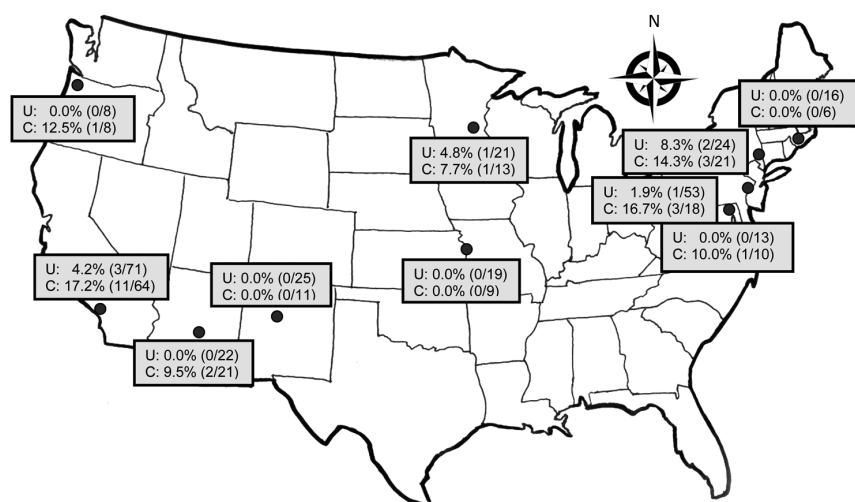 N
U: 0.0% (0/16)
C: 0.0% (0/6)
U: 0.0% (0/8)
C: 12.5% (1/8)
U: 4.8% (1/21)
C: 7.7% (1/13)
U: 8.3% (2/24)
C: 14.3% (3/21)
U: 1.9% (1/53)
C: 16.7% (3/18)
U: 0.0% (0/13)
C: 10.0% (1/10)
U: 4.2% (3/71)
C: 17.2% (11/64)
U: 0.0% (0/25)
C: 0.0% (0/11)
U: 0.0% (0/19)
C: 0.0% (0/9)
U: 0.0% (0/22)
C: 9.5% (2/21)